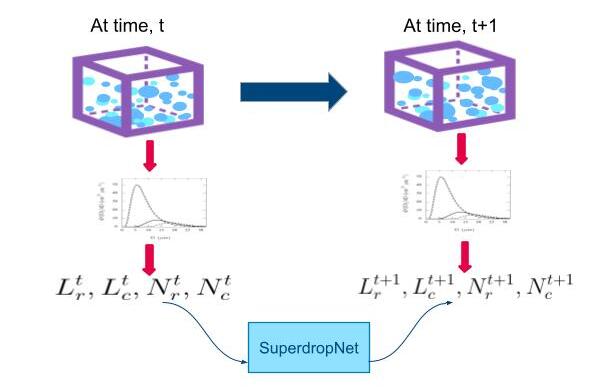 At time, t
At time, t+1
L_r^t, L_c^t, N_r^t, N_c^t
L_r^{t+1}, L_c^{t+1}, N_r^{t+1}, N_c^{t+1}
SuperdropNet